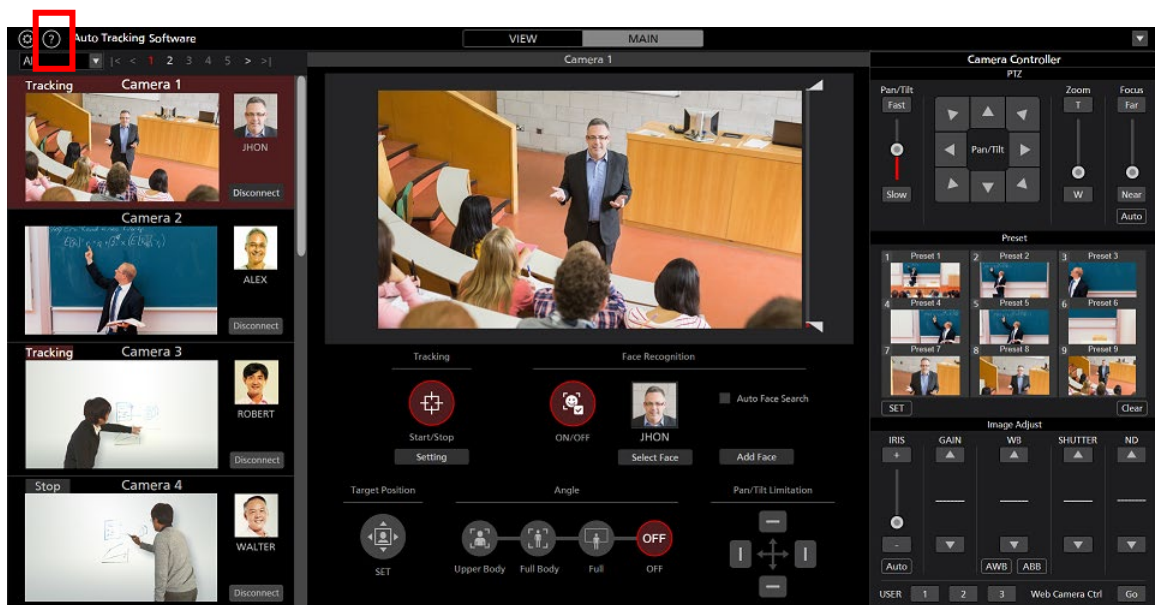 ? Auto Tracking Software
VIEW MAIN
|< < 1 2 3 4 5 > >|
Camera 1
Camera Controller
PTZ
Tracking Camera 1
JHON
Disconnect
Camera 2
ALEX
Disconnect
Tracking Camera 3
ROBERT
Disconnect
Stop Camera 4
WALTER
Disconnect
Tracking
Face Recognition
Start/Stop
ON/OFF
JHON
Auto Face Search
Setting
Select Face
Add Face
Target Position
Angle
Pan/Tilt Limitation
OFF
SET
Upper Body
Full Body
Full
OFF
Pan/Tilt
Zoom
Focus
Fast
T
Far
Pan/Tilt
Slow
W
Near
Auto
Preset
1 Preset 1
2 Preset 2
3 Preset 3
4 Preset 4
5 Preset 5
6 Preset 6
7 Preset 7
8 Preset 8
9 Preset 9
SET
Clear
Image Adjust
IRIS GAIN WB SHUTTER ND
+
-
Auto
AWB ABB
USER 1 2 3 Web Camera Ctrl Go